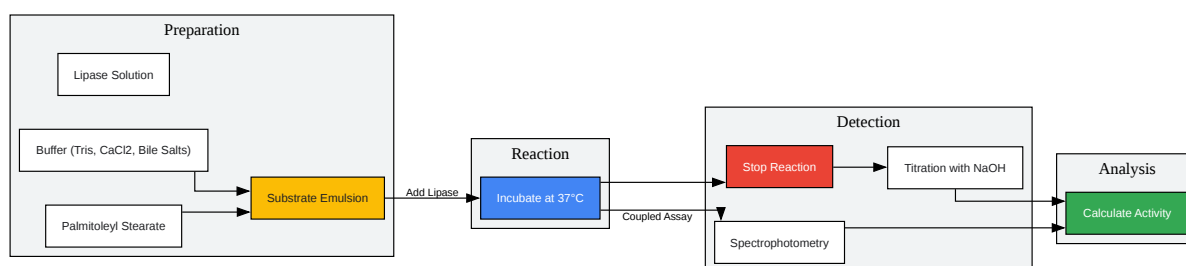 Preparation
Lipase Solution
Buffer (Tris, CaCl2, Bile Salts)
Palmitoleyl Stearate
Substrate Emulsion
Add Lipase
Reaction
Incubate at 37°C
Coupled Assay
Detection
Stop Reaction
Titration with NaOH
Spectrophotometry
Analysis
Calculate Activity